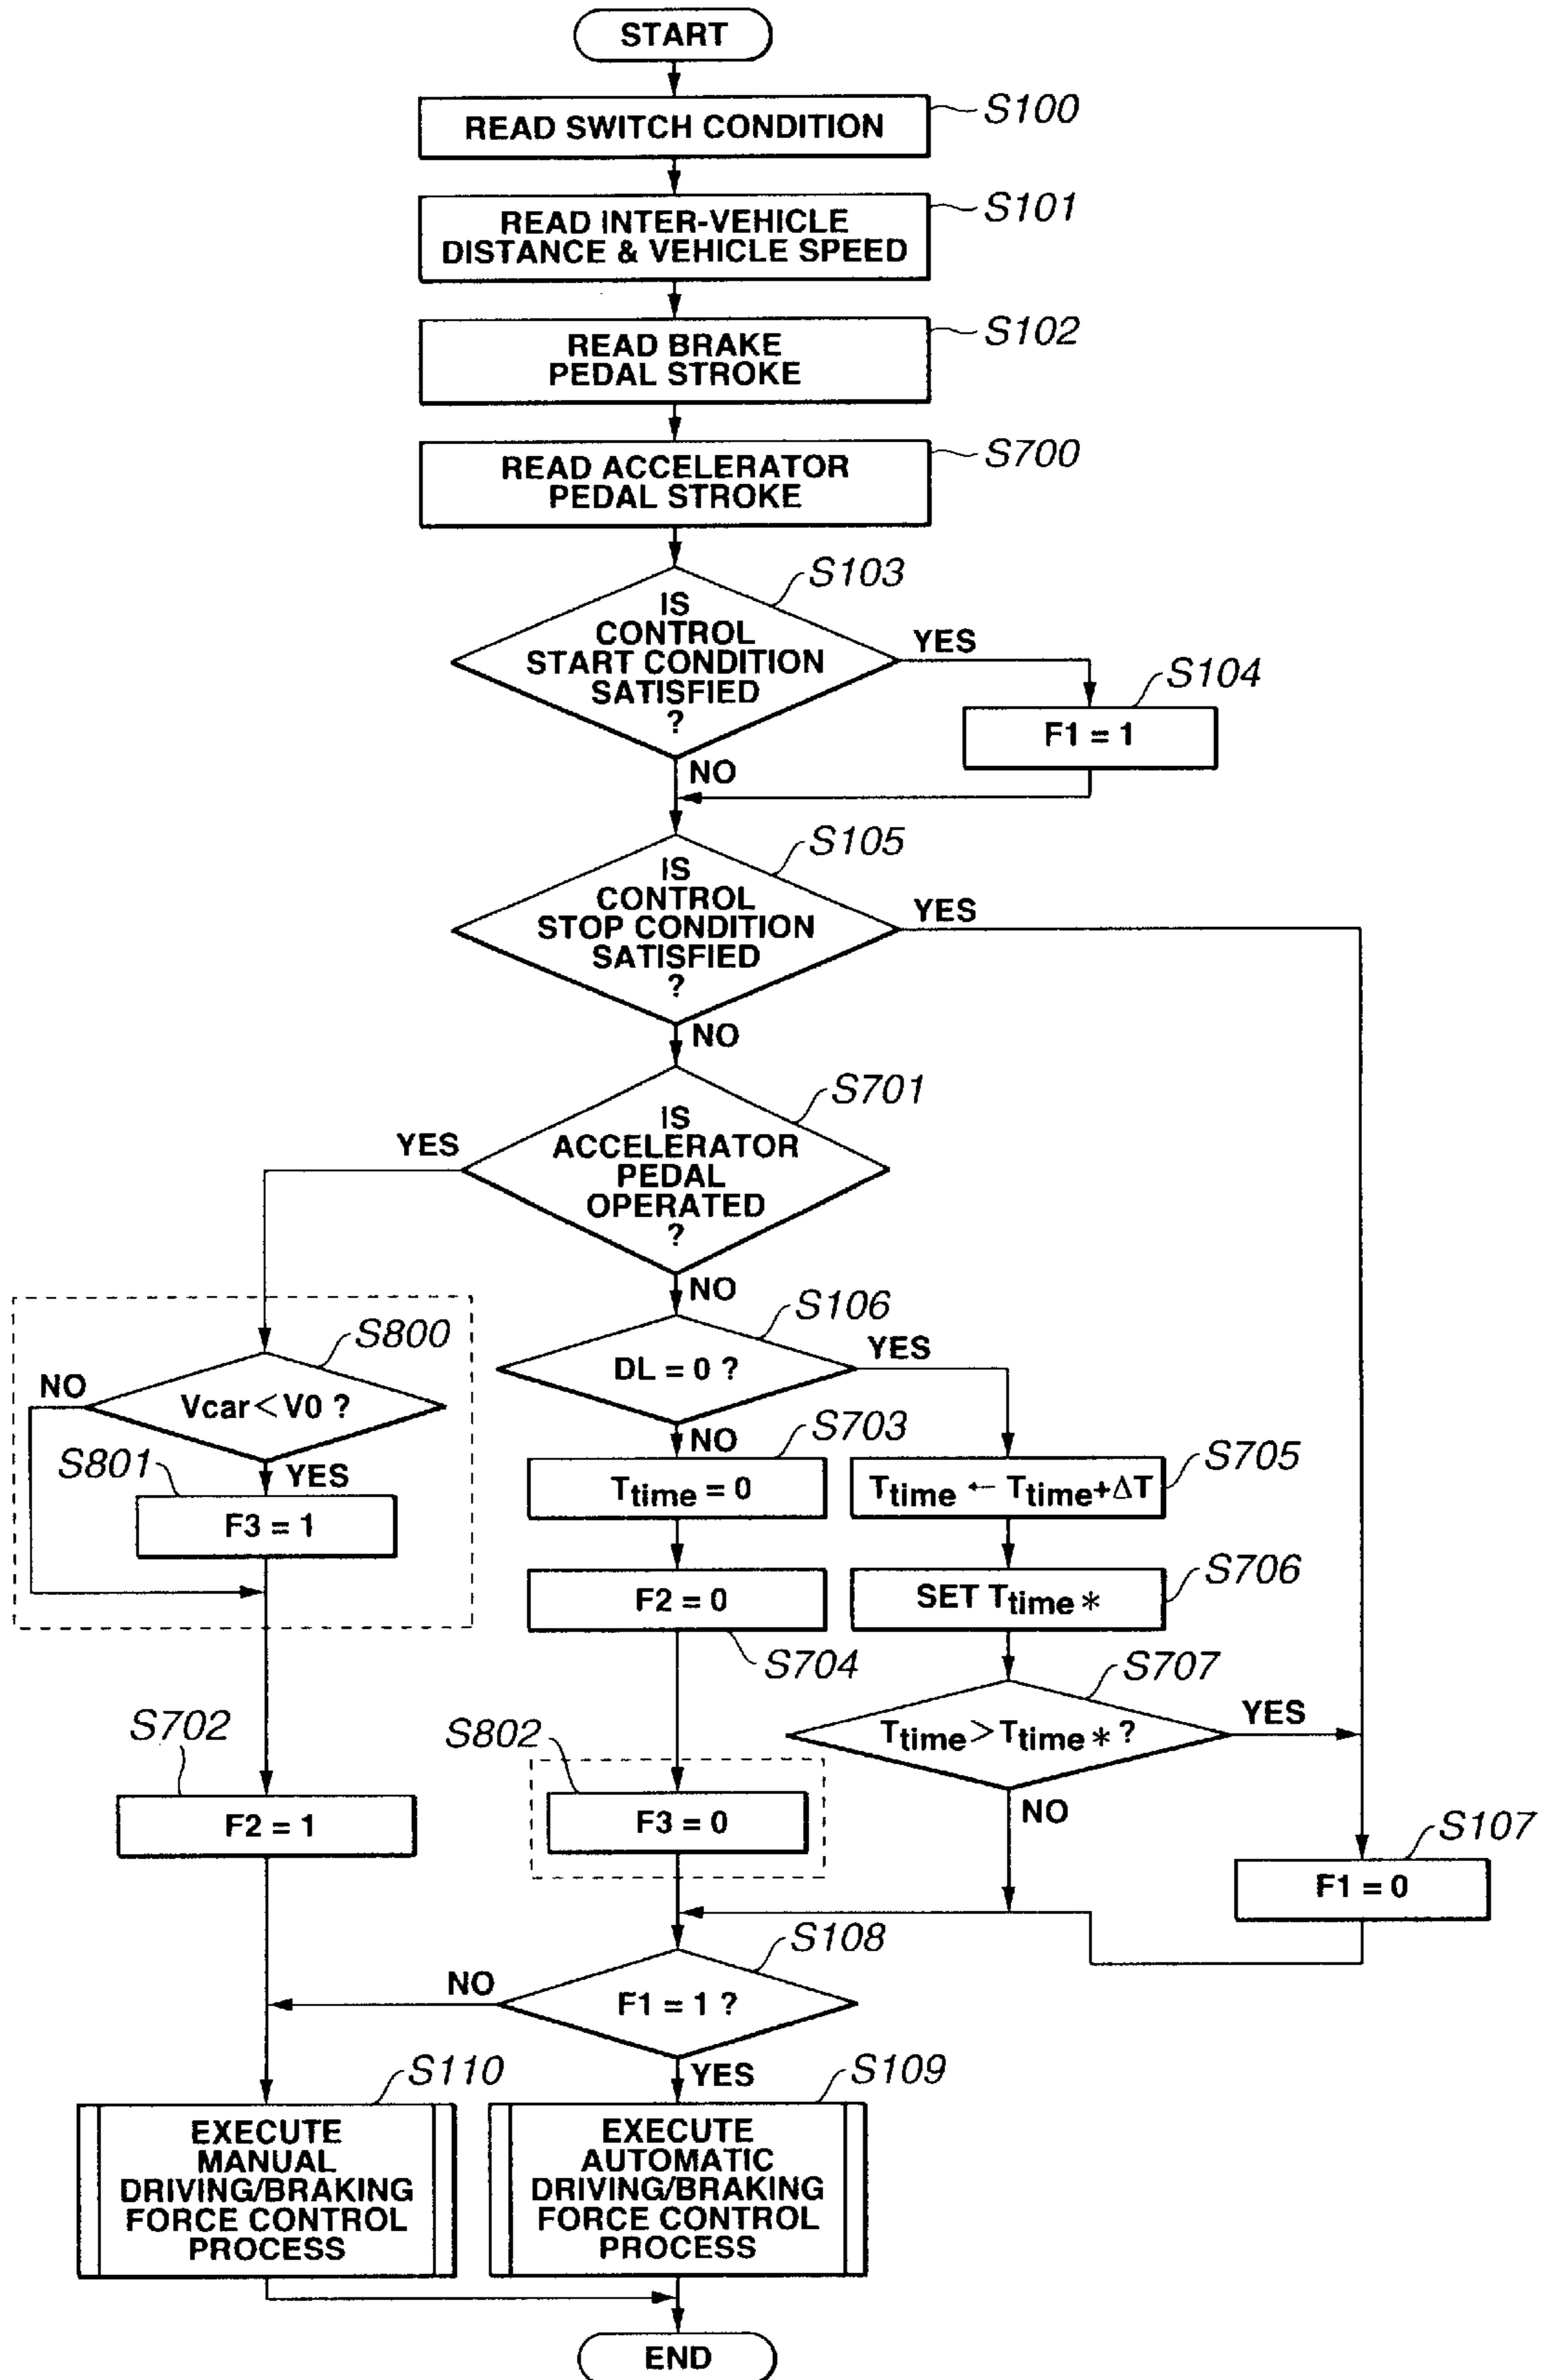 START
READ SWITCH CONDITION
S100
READ INTER-VEHICLE
DISTANCE & VEHICLE SPEED
S101
READ BRAKE
PEDAL STROKE
S102
READ ACCELERATOR
PEDAL STROKE
S700
S103
IS
CONTROL
START CONDITION
SATISFIED
?
YES
S104
F1 = 1
NO
S105
IS
CONTROL
STOP CONDITION
SATISFIED
?
YES
NO
S701
IS
ACCELERATOR
PEDAL
OPERATED
?
YES
NO
S800
Vcar < V0 ?
NO
S801
YES
F3 = 1
S106
DL = 0 ?
YES
NO
S703
Ttime = 0
S705
Ttime ← Ttime+ΔT
F2 = 0
S704
S706
SET Ttime *
S707
Ttime > Ttime * ?
YES
NO
S702
F2 = 1
S802
F3 = 0
S107
F1 = 0
S108
F1 = 1 ?
NO
YES
S110
EXECUTE
MANUAL
DRIVING/BRAKING
FORCE CONTROL
PROCESS
S109
EXECUTE
AUTOMATIC
DRIVING/BRAKING
FORCE CONTROL
PROCESS
END